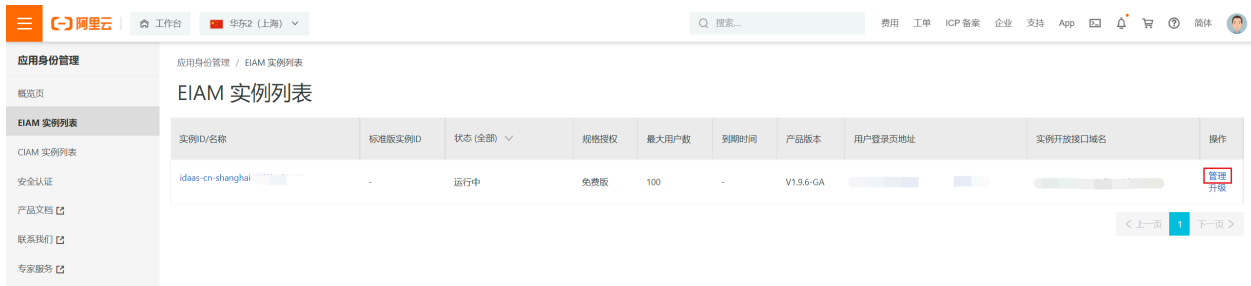 阿里云 工作台 华东2（上海） 搜索... 费用 工单 ICP 备案 企业 支持 App 简体
应用身份管理
应用身份管理 / EIAM 实例列表
概览页
EIAM 实例列表
EIAM 实例列表
CIAM 实例列表
安全认证
产品文档
联系我们
专家服务
实例ID/名称 标准版实例ID 状态 (全部) 规格授权 最大用户数 到期时间 产品版本 用户登录页地址 实例开放接口域名 操作
idaas-cn-shanghai - 运行中 免费版 100 - V1.9.6-GA 管理
升级
< 上一页 1 下一页 >